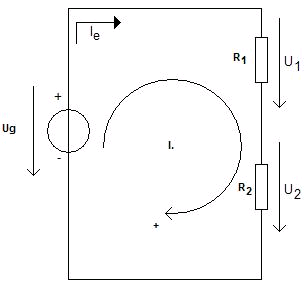 Ie
+
Ug
-
R1
U1
I.
R2
U2
+